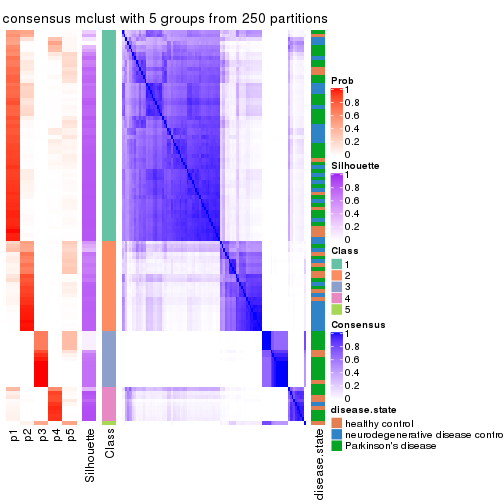 consensus mclust with 5 groups from 250 partitions
Prob
1
0.8
0.6
0.4
0.2
0
Silhouette
1
0.8
0.6
0.4
0.2
0
Class
1
2
3
4
5
Consensus
1
0.8
0.6
0.4
0.2
0
disease.state
healthy control
neurodegenerative disease contro
Parkinson's disease
p1
p2
p3
p4
p5
Silhouette
Class
disease.state